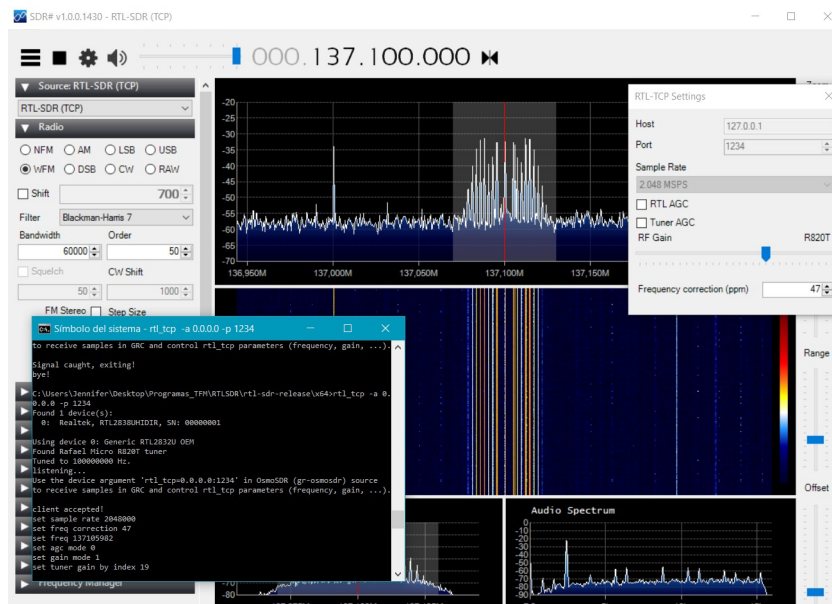 SDR# v1.0.0.1430 - RTL-SDR (TCP)
000.137.100.000
Source: RTL-SDR (TCP)
RTL-SDR (TCP)
Radio
NFM AM LSB USB
WFM DSB CW RAW
Shift 700
Filter Blackman-Harris 7
Bandwidth Order
60000 50
Squelch CW Shift
50 1000
FM Stereo Step Size
-20
-25
-30
-35
-40
-45
-50
-55
-60
-65
-70
136,950M 137,000M 137,050M 137,100M 137,150M
RTL-TCP Settings
Host 127.0.0.1
Port 1234
Sample Rate
2.048 MSPS
RTL AGC
Tuner AGC
RF Gain R820T
Frequency correction (ppm) 47
Range
Offset
Símbolo del sistema - rtl_tcp -a 0.0.0.0 -p 1234
to receive samples in GRC and control rtl_tcp parameters (frequency, gain, ...).
Signal caught, exiting!
bye!
C:\Users\Jennifer\Desktop\Programas_TFM\RTLSDR\rtl-sdr-release\x64>rtl_tcp -a 0.
0.0.0 -p 1234
Found 1 device(s):
0: Realtek, RTL2838UHIDIR, SN: 00000001
Using device 0: Generic RTL2832U OEM
Found Rafael Micro R820T tuner
Tuned to 100000000 Hz.
listening...
Use the device argument 'rtl_tcp=0.0.0.0:1234' in OsmoSDR (gr-osmosdr) source
to receive samples in GRC and control rtl_tcp parameters (frequency, gain, ...).
client accepted!
set sample rate 2048000
set freq correction 47
set freq 137105982
set agc mode 0
set gain mode 1
set tuner gain by index 19
Frequency Manager
-70
-80
Audio Spectrum
0
-10
-20
-30
-40
-50
-60
-70
-80
-90